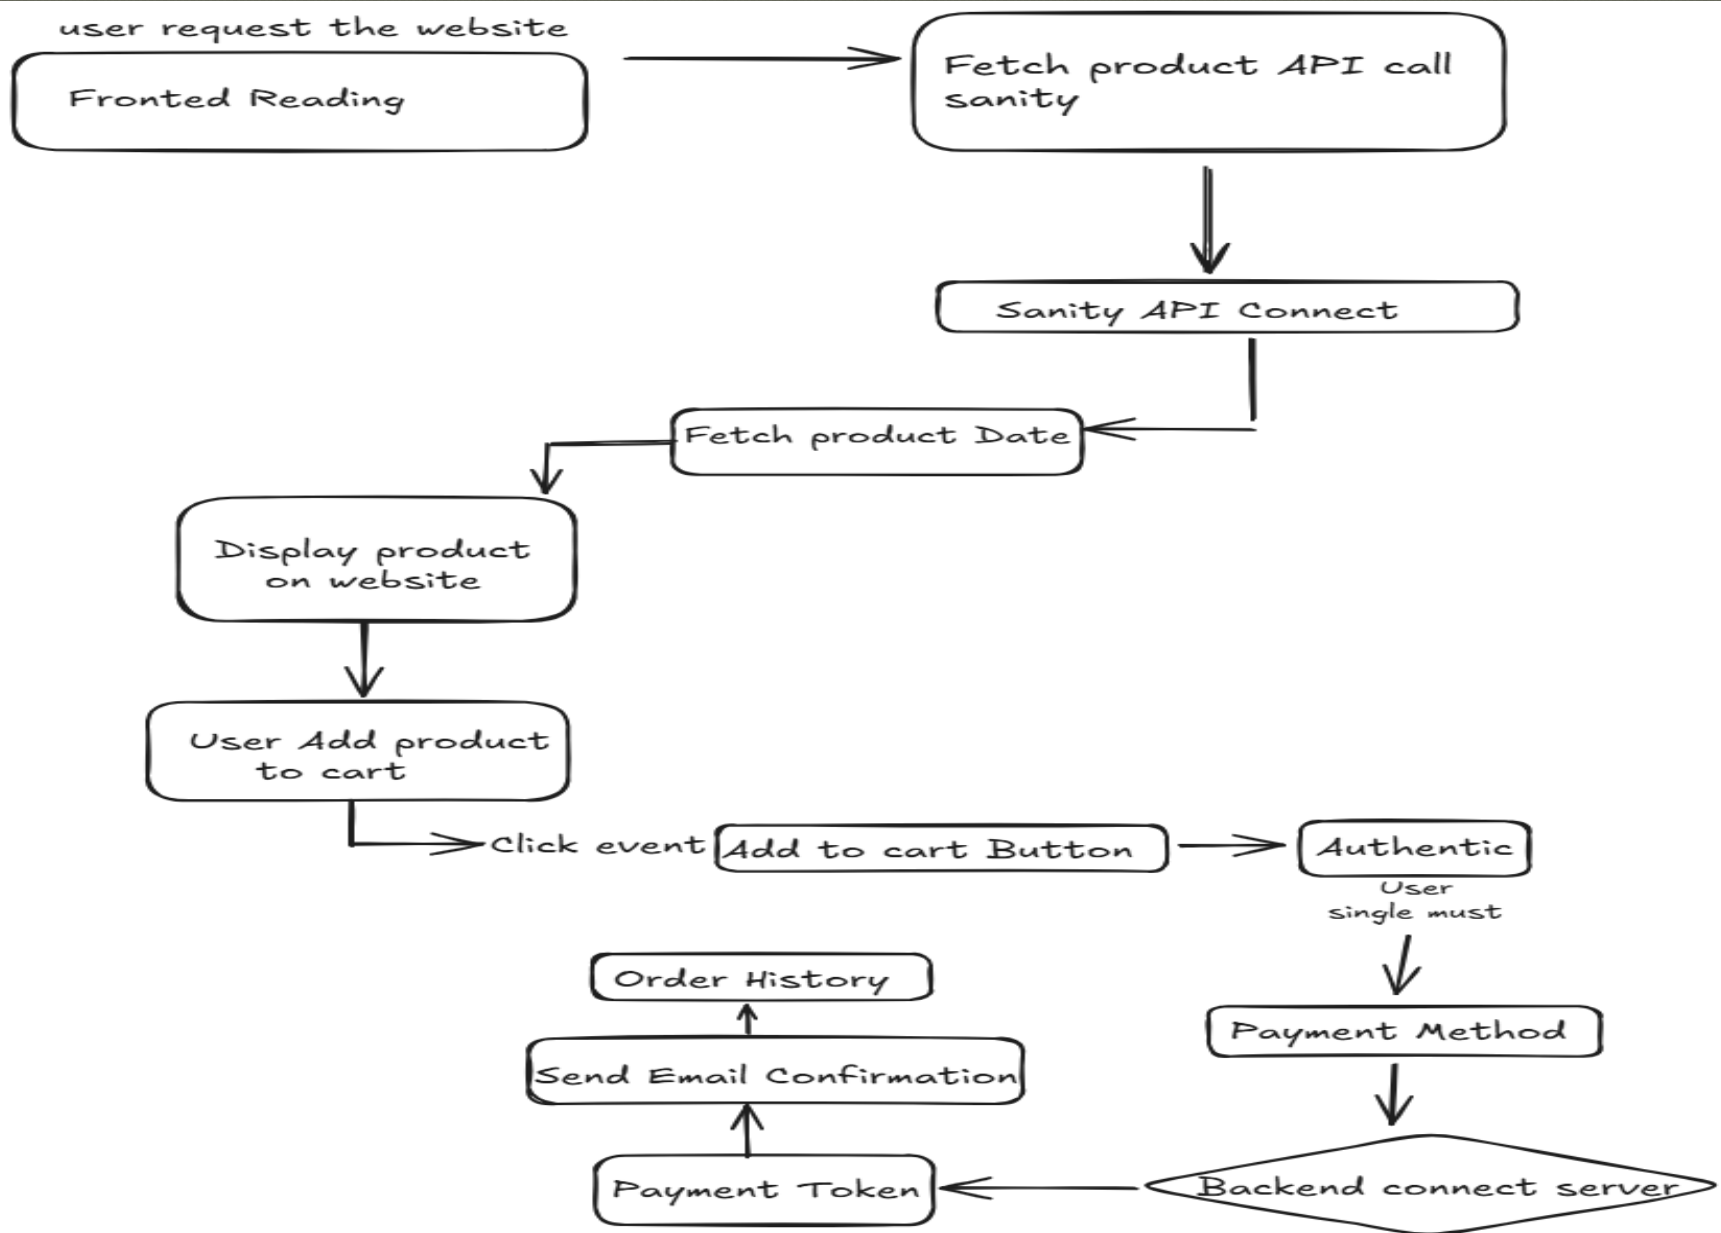 user request the website
Fronted Reading
Fetch product API call
sanity
Sanity API Connect
Fetch product Date
Display product
on website
User Add product
to cart
Click event
Add to cart Button
Authentic
User
single must
Payment Method
Backend connect server
Payment Token
Send Email Confirmation
Order History